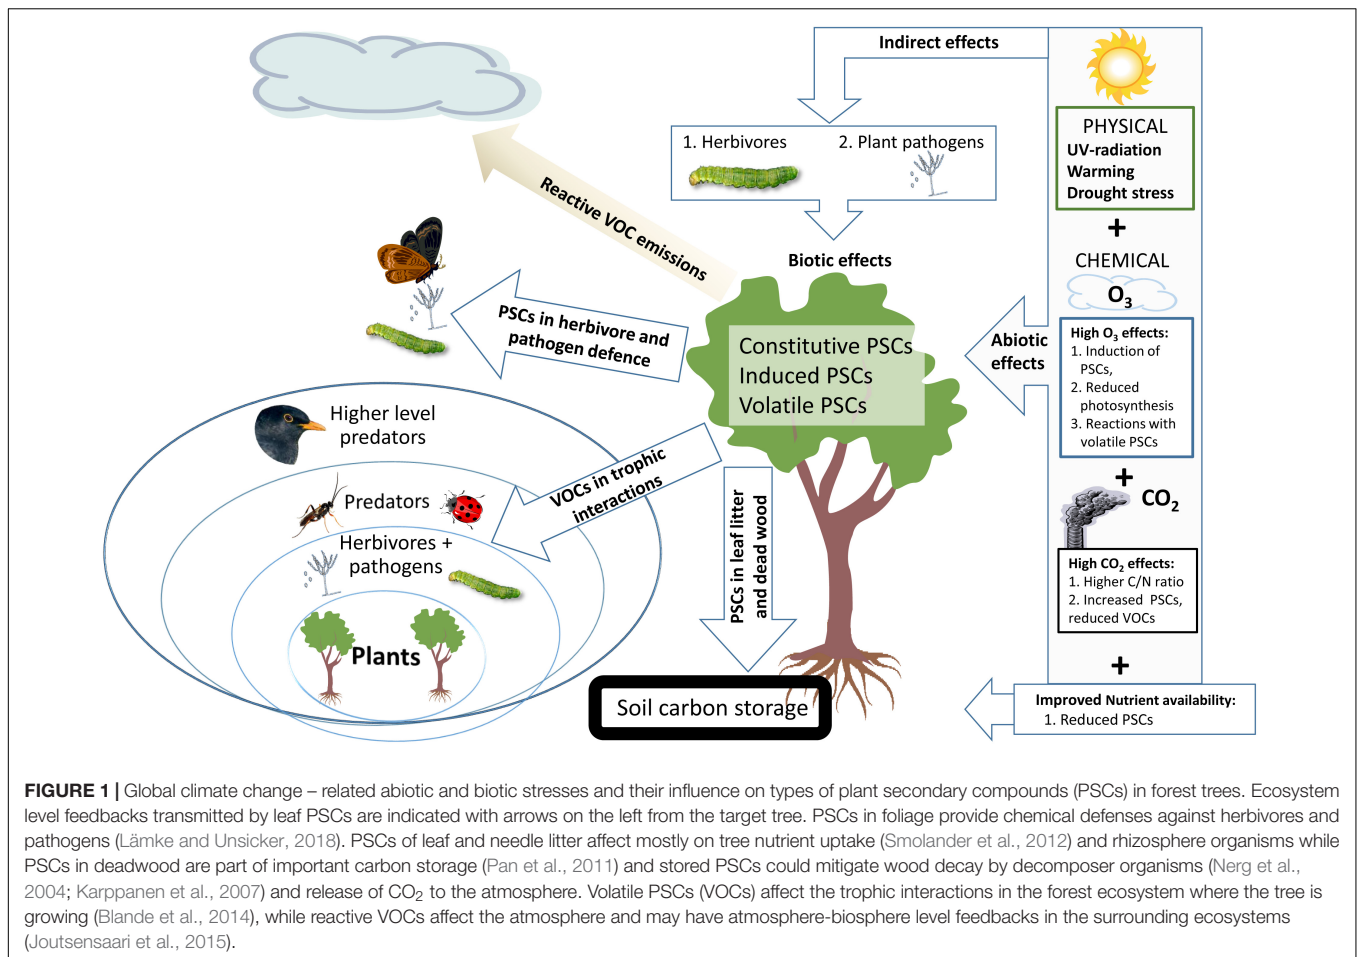 Indirect effects
1. Herbivores
2. Plant pathogens
Biotic effects
Reactive VOC emissions
PSCs in herbivore and
pathogen defence
Constitutive PSCs
Induced PSCs
Volatile PSCs
Abiotic
effects
PHYSICAL
UV-radiation
Warming
Drought stress
+
CHEMICAL
O₃
High O₃ effects:
1. Induction of
PSCs,
2. Reduced
photosynthesis
3. Reactions with
volatile PSCs
+
CO₂
High CO₂ effects:
1. Higher C/N ratio
2. Increased PSCs,
reduced VOCs
+
Improved Nutrient availability:
1. Reduced PSCs
Higher level
predators
Predators
Herbivores +
pathogens
Plants
VOCs in trophic
interactions
PSCs in leaf litter
and dead wood
Soil carbon storage
FIGURE 1 | Global climate change – related abiotic and biotic stresses and their influence on types of plant secondary compounds (PSCs) in forest trees. Ecosystem
level feedbacks transmitted by leaf PSCs are indicated with arrows on the left from the target tree. PSCs in foliage provide chemical defenses against herbivores and
pathogens (Lämke and Unsicker, 2018). PSCs of leaf and needle litter affect mostly on tree nutrient uptake (Smolander et al., 2012) and rhizosphere organisms while
PSCs in deadwood are part of important carbon storage (Pan et al., 2011) and stored PSCs could mitigate wood decay by decomposer organisms (Nerg et al.,
2004; Karppanen et al., 2007) and release of CO₂ to the atmosphere. Volatile PSCs (VOCs) affect the trophic interactions in the forest ecosystem where the tree is
growing (Blande et al., 2014), while reactive VOCs affect the atmosphere and may have atmosphere-biosphere level feedbacks in the surrounding ecosystems
(Joutsensaari et al., 2015).